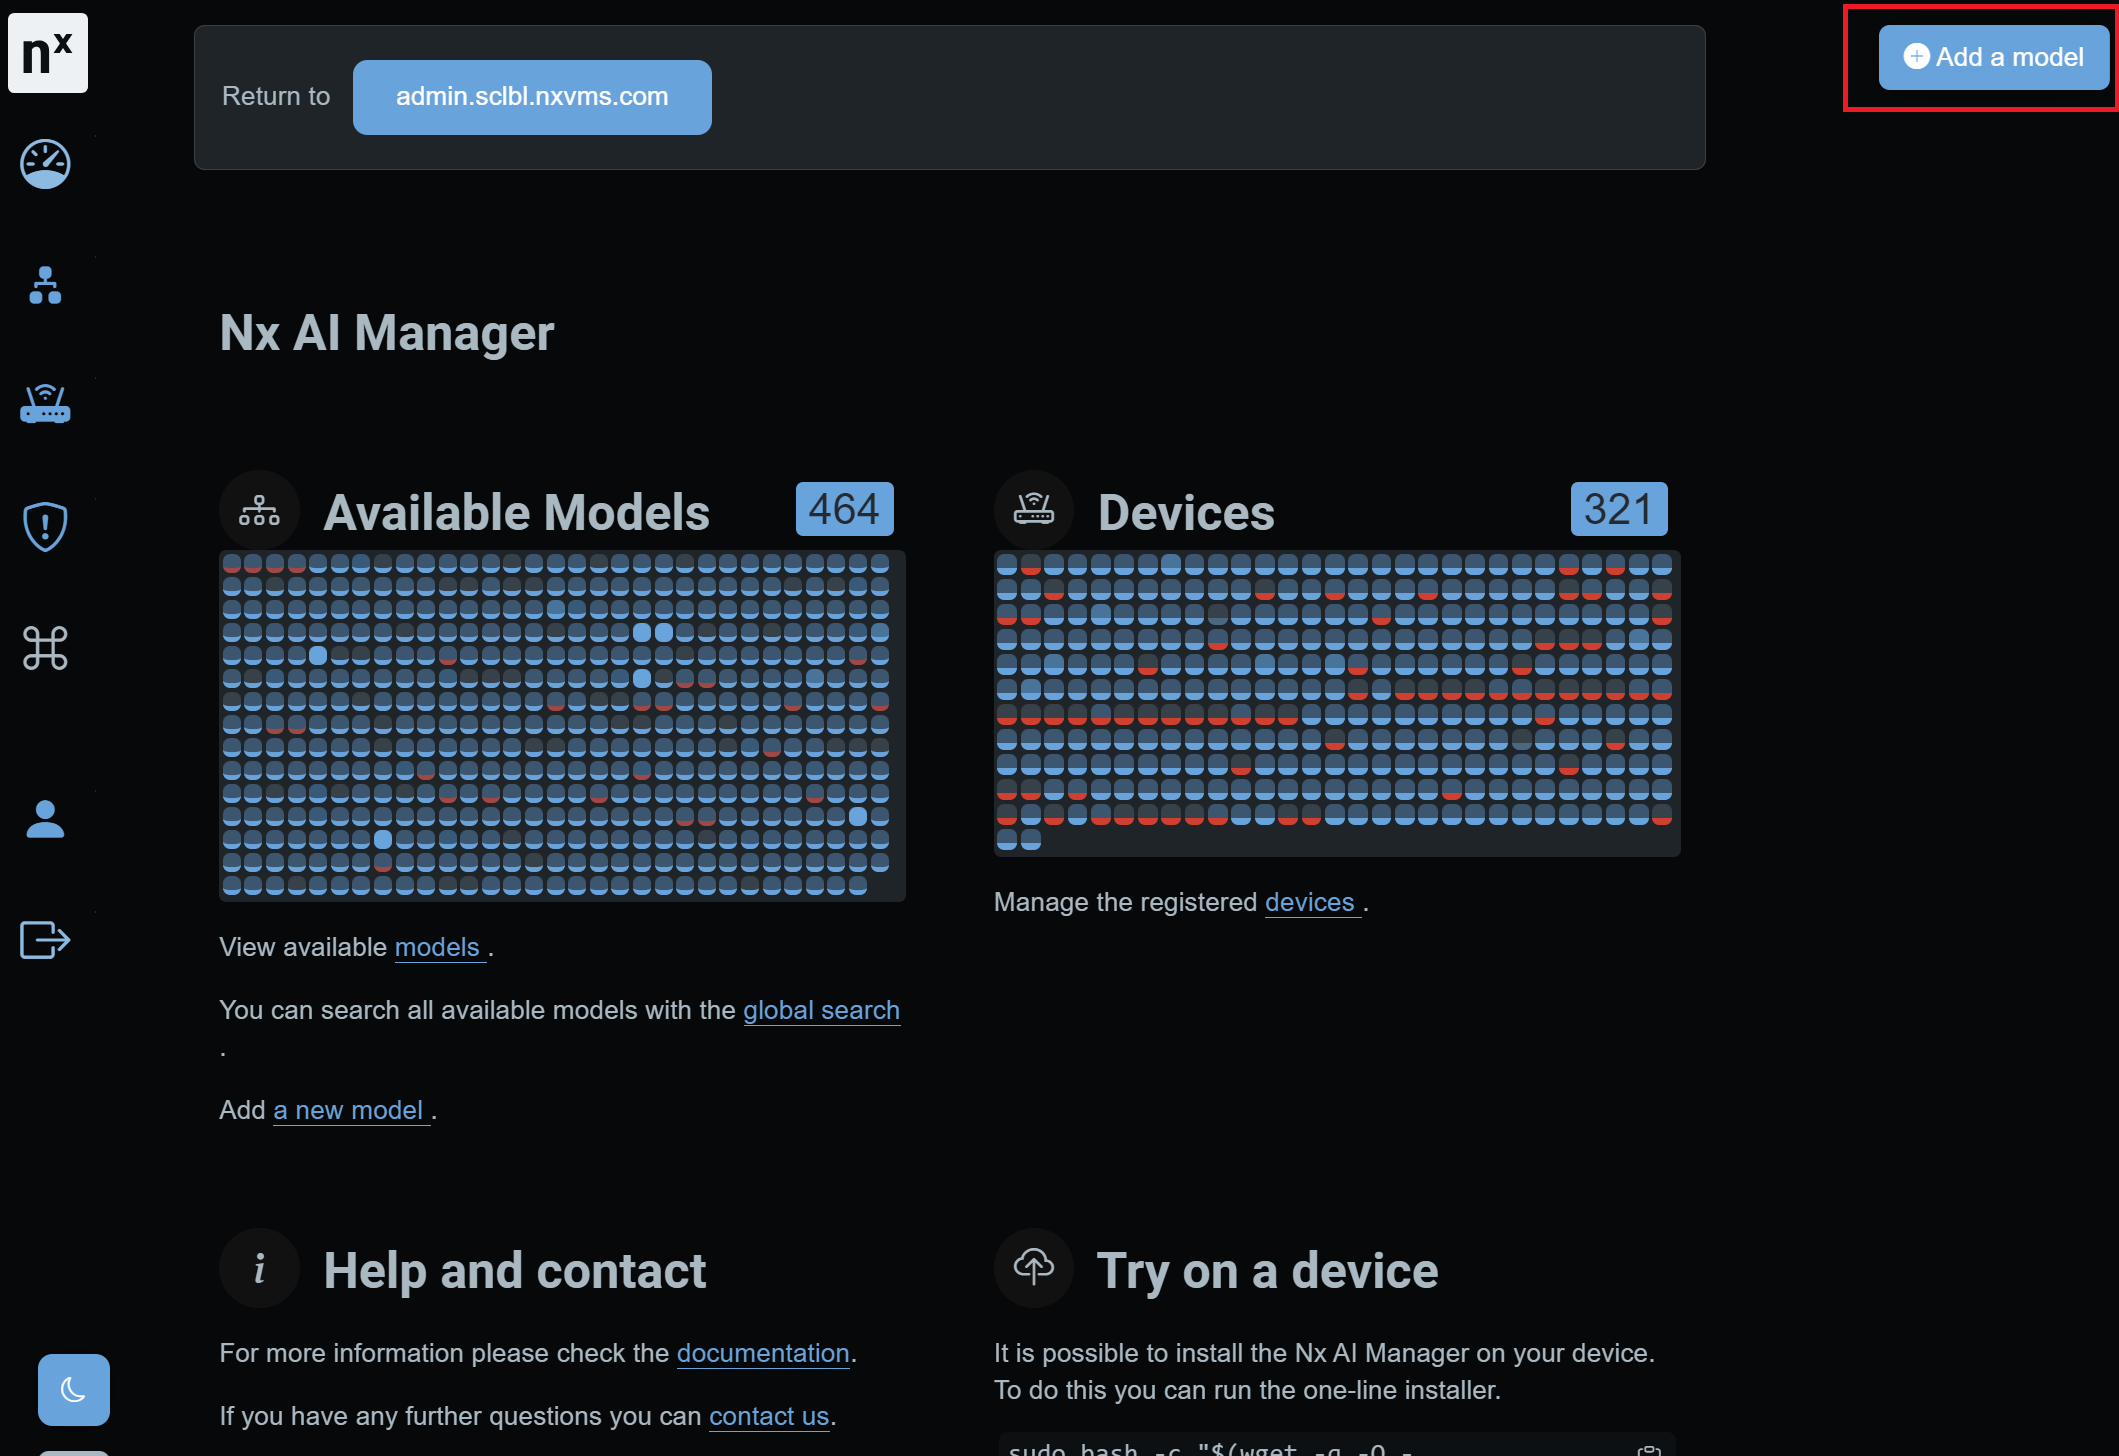 nx
Return to admin.sclbl.nxvms.com
Add a model
Nx AI Manager
Available Models 464
Devices 321
View available models .
You can search all available models with the global search
.
Add a new model .
Manage the registered devices .
Help and contact
For more information please check the documentation.
If you have any further questions you can contact us.
Try on a device
It is possible to install the Nx AI Manager on your device.
To do this you can run the one-line installer.
sudo bash -c "$(wget -q -O -